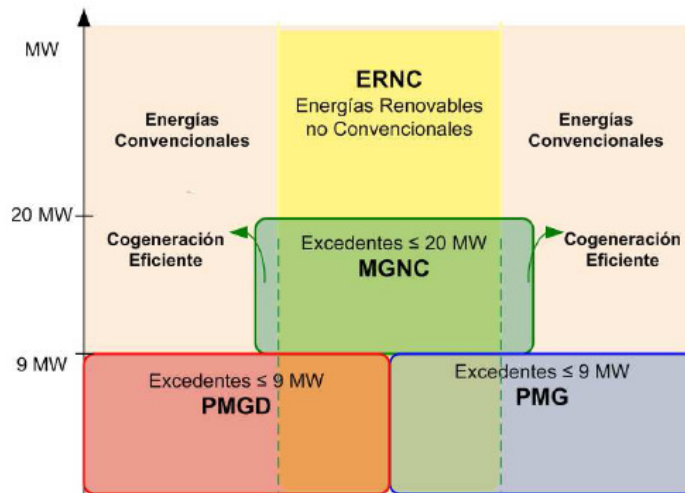 MW
ERNC
Energías Renovables
no Convencionales
Energías
Convencionales
Energías
Convencionales
20 MW
Cogeneración
Eficiente
Excedentes ≤ 20 MW
MGNC
Cogeneración
Eficiente
9 MW
Excedentes ≤ 9 MW
PMGD
Excedentes ≤ 9 MW
PMG